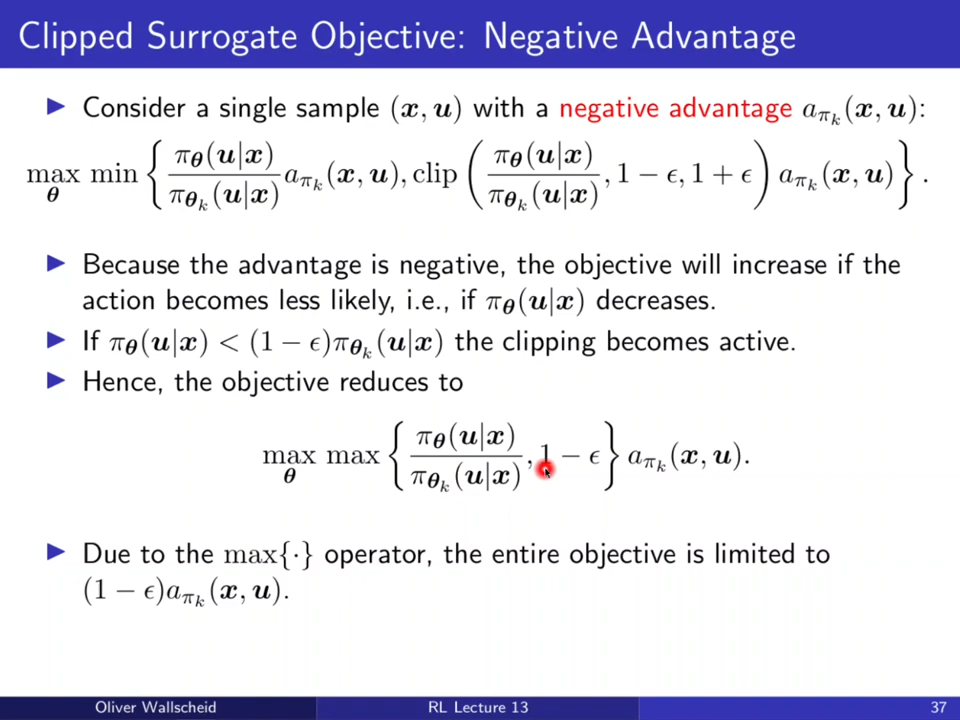 Clipped Surrogate Objective: Negative Advantage
▶ Consider a single sample (x, u) with a negative advantage a_{π_k}(x, u):
max_θ min { π_θ(u|x) / π_{θ_k}(u|x) a_{π_k}(x, u), clip ( π_θ(u|x) / π_{θ_k}(u|x), 1 − ϵ, 1 + ϵ ) a_{π_k}(x, u) } .
▶ Because the advantage is negative, the objective will increase if the
action becomes less likely, i.e., if π_θ(u|x) decreases.
▶ If π_θ(u|x) < (1 − ϵ)π_{θ_k}(u|x) the clipping becomes active.
▶ Hence, the objective reduces to
max_θ max { π_θ(u|x) / π_{θ_k}(u|x), 1 − ϵ } a_{π_k}(x, u).
▶ Due to the max{·} operator, the entire objective is limited to
(1 − ϵ)a_{π_k}(x, u).
Oliver Wallscheid RL Lecture 13 37